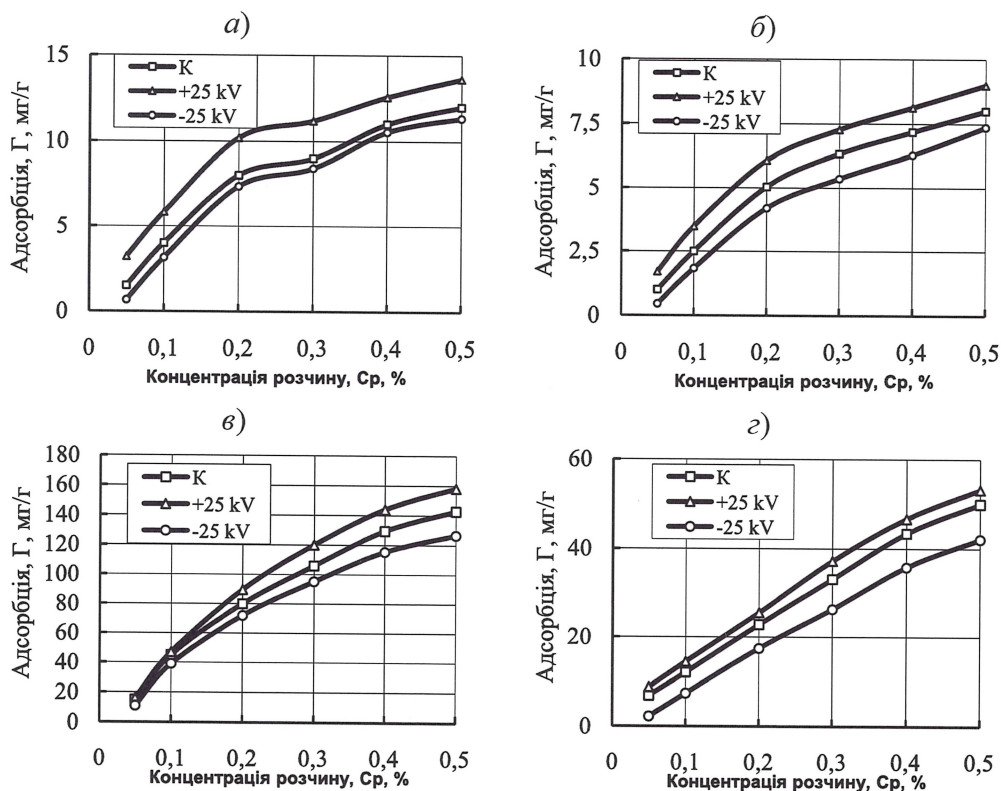 а)
15
10
5
0
Адсорбція, Г, мг/г
K
+25 kV
-25 kV
0 0,1 0,2 0,3 0,4 0,5
Концентрація розчину, Ср, %
б)
10
7,5
5
2,5
0
Адсорбція, Г, мг/г
K
+25 kV
-25 kV
0 0,1 0,2 0,3 0,4 0,5
Концентрація розчину, Ср, %
в)
180
160
140
120
100
80
60
40
20
0
Адсорбція, Г, мг/г
K
+25 kV
-25 kV
0 0,1 0,2 0,3 0,4 0,5
Концентрація розчину, Ср, %
г)
60
40
20
0
Адсорбція, Г, мг/г
K
+25 kV
-25 kV
0 0,1 0,2 0,3 0,4 0,5
Концентрація розчину, Ср, %